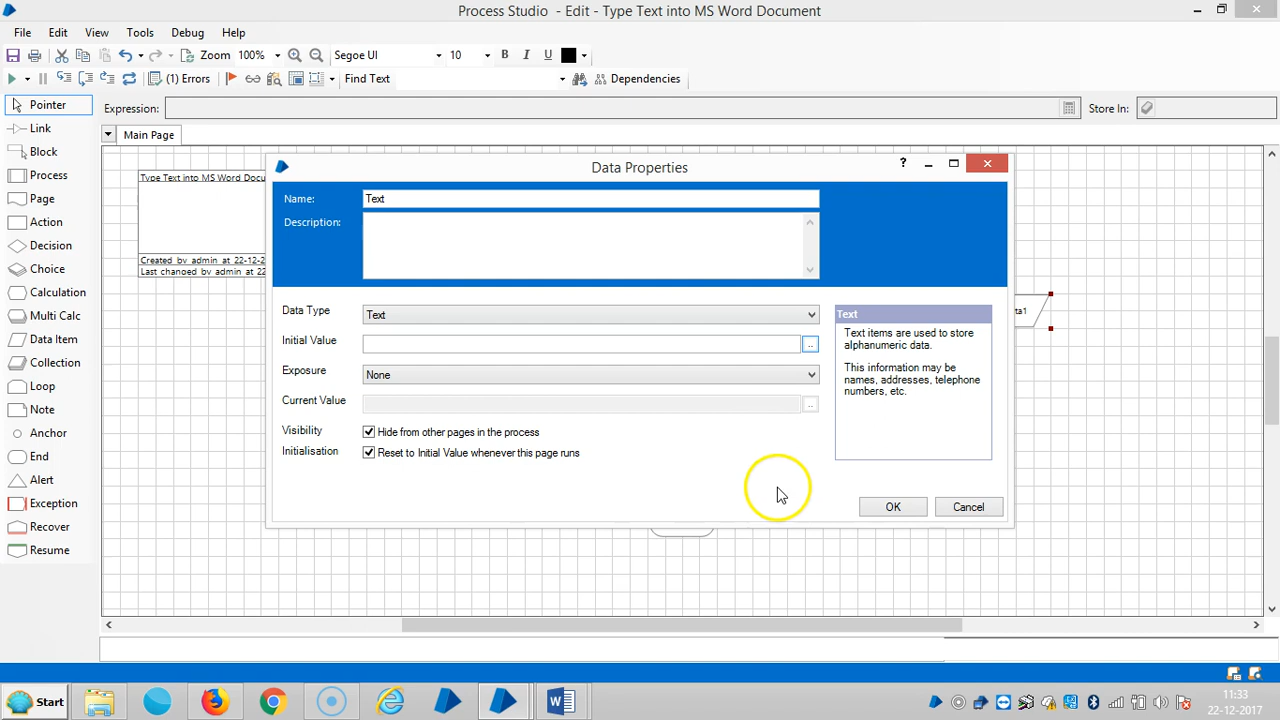 Process Studio - Edit - Type Text into MS Word Document
File Edit View Tools Debug Help
Zoom 100% Segoe UI 10 B I U
(1) Errors Find Text Dependencies
Pointer Expression: Store In:
Link
Main Page
Block
Process
Page
Action
Decision
Choice
Calculation
Multi Calc
Data Item
Collection
Loop
Note
Anchor
End
Alert
Exception
Recover
Resume
Type Text into MS Word Docu
Created by admin at 22-12-
Last changed by admin at 22
Data Properties
?
Name: Text
Description:
Data Type Text
Initial Value ..
Exposure None
Current Value ..
Visibility Hide from other pages in the process
Initialisation Reset to Initial Value whenever this page runs
Text
Text items are used to store
alphanumeric data.
This information may be
names, addresses, telephone
numbers, etc.
OK Cancel
ta1
Start
11:33
22-12-2017